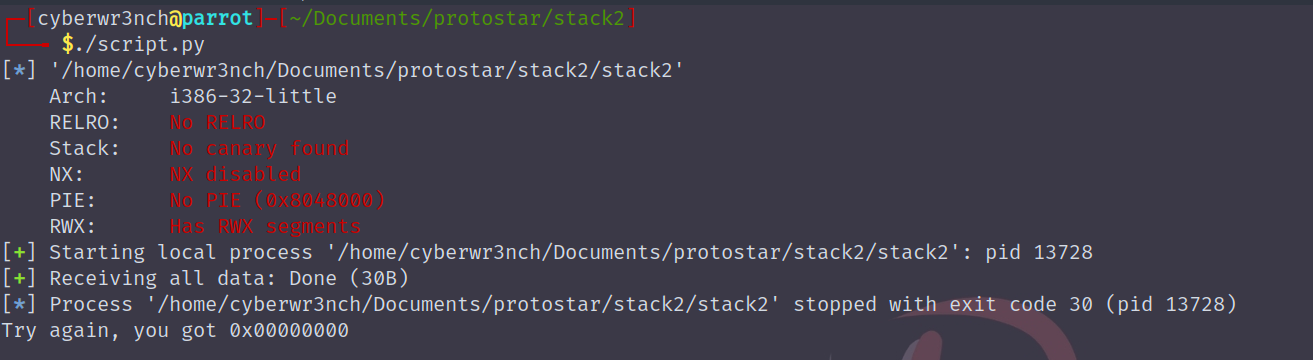 [cyberwr3nch@parrot]─[~/Documents/protostar/stack2]
$./script.py
[*] '/home/cyberwr3nch/Documents/protostar/stack2/stack2'
Arch: i386-32-little
RELRO: No RELRO
Stack: No canary found
NX: NX disabled
PIE: No PIE (0x8048000)
RWX: Has RWX segments
[+] Starting local process '/home/cyberwr3nch/Documents/protostar/stack2/stack2': pid 13728
[+] Receiving all data: Done (30B)
[*] Process '/home/cyberwr3nch/Documents/protostar/stack2/stack2' stopped with exit code 30 (pid 13728)
Try again, you got 0x00000000